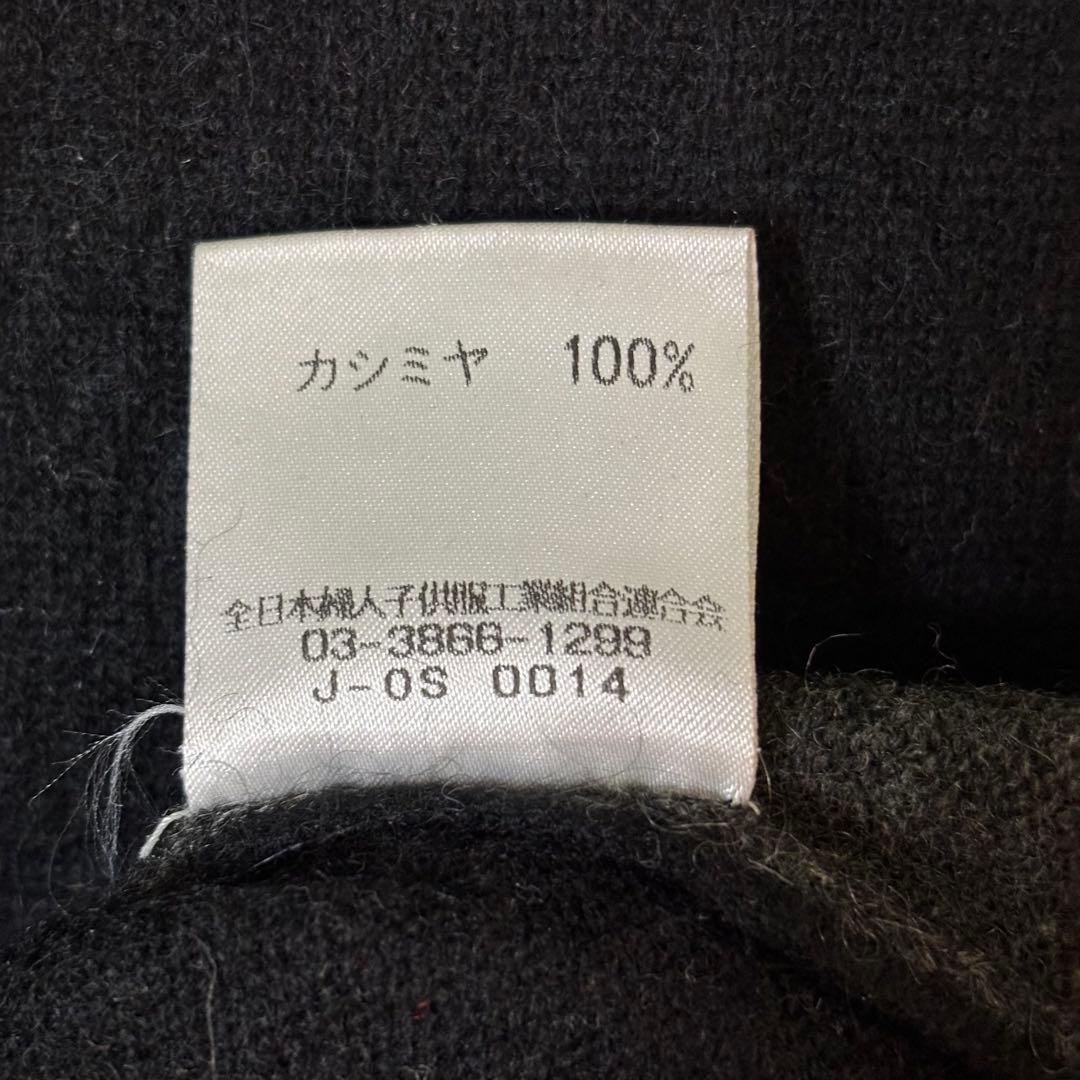 カシミヤ 100%
全日本婦人子供服工業組合連合会
03-3866-1299
J-0S 0014